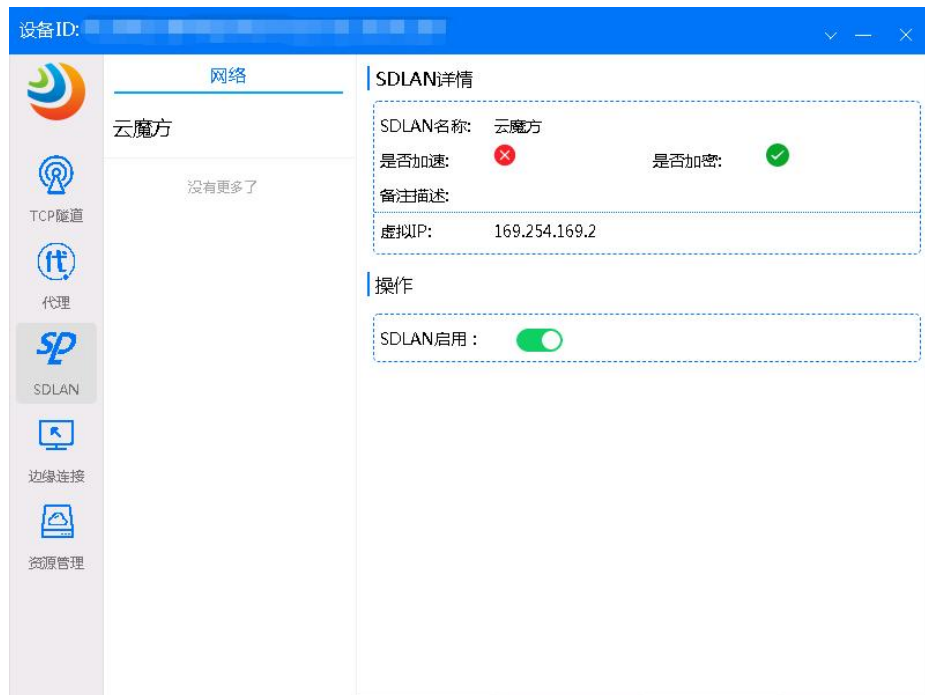 设备ID:
网络
云魔方
没有更多了
TCP隧道
代
代理
SP
SDLAN
边缘连接
资源管理
SDLAN详情
SDLAN名称: 云魔方
是否加速: 是否加密:
备注描述:
虚拟IP: 169.254.169.2
操作
SDLAN启用：